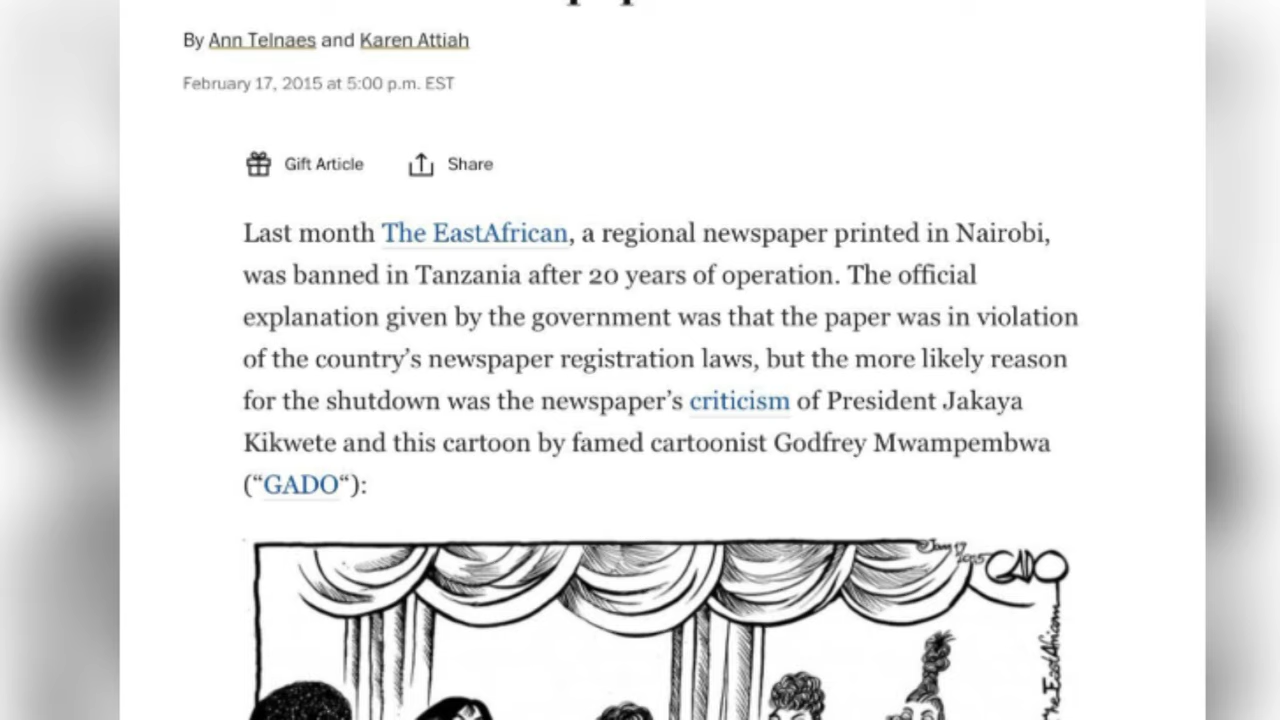 By Ann Telnaes and Karen Attiah
February 17, 2015 at 5:00 p.m. EST
Gift Article Share
Last month The EastAfrican, a regional newspaper printed in Nairobi,
was banned in Tanzania after 20 years of operation. The official
explanation given by the government was that the paper was in violation
of the country’s newspaper registration laws, but the more likely reason
for the shutdown was the newspaper’s criticism of President Jakaya
Kikwete and this cartoon by famed cartoonist Godfrey Mwampembwa
(“GADO“):
GADO
The EastAfrican